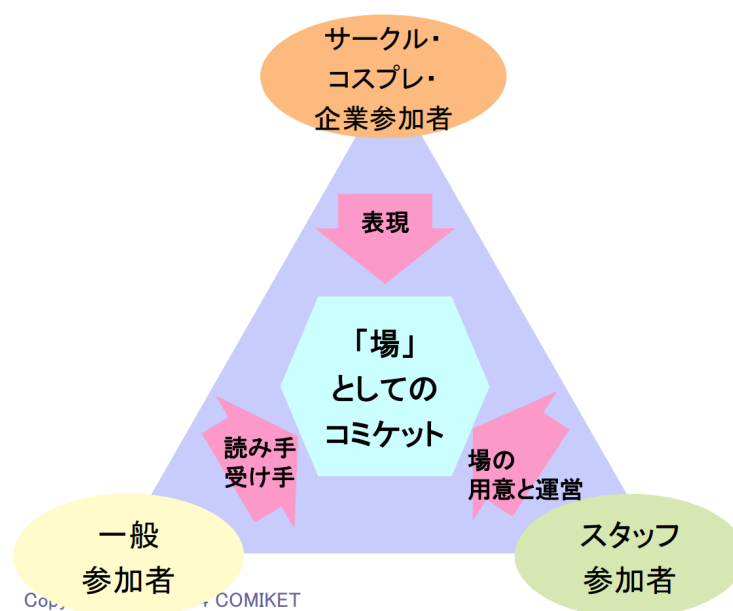 サークル・
コスプレ・
企業参加者
表現
「場」
としての
コミケット
読み手
受け手
場の
用意と運営
一般
参加者
スタッフ
参加者
COMIKET